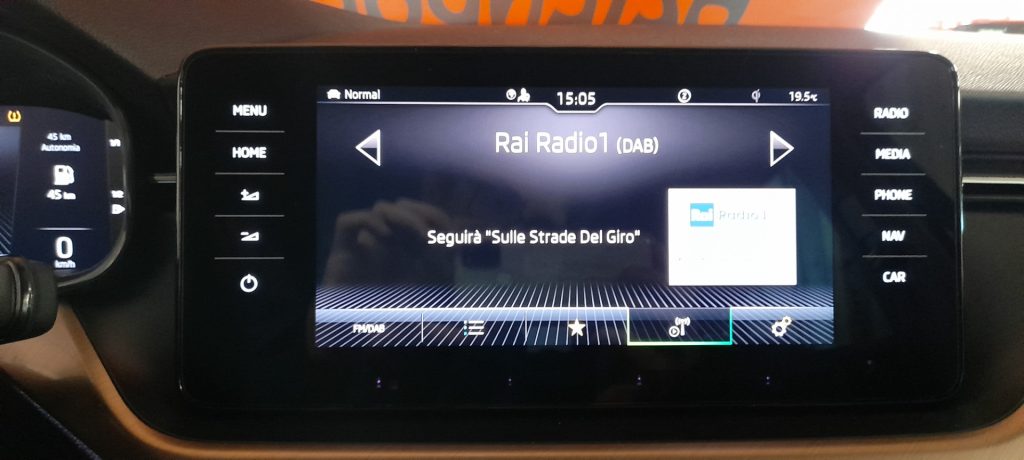 45 km
Autonomia
45 km
0
km/h
MENU
HOME
RADIO
MEDIA
PHONE
NAV
CAR
Normal
15:05
19.5°C
Rai Radio1 (DAB)
Seguirà "Sulle Strade Del Giro"
Rai Radio 1
FM/DAB